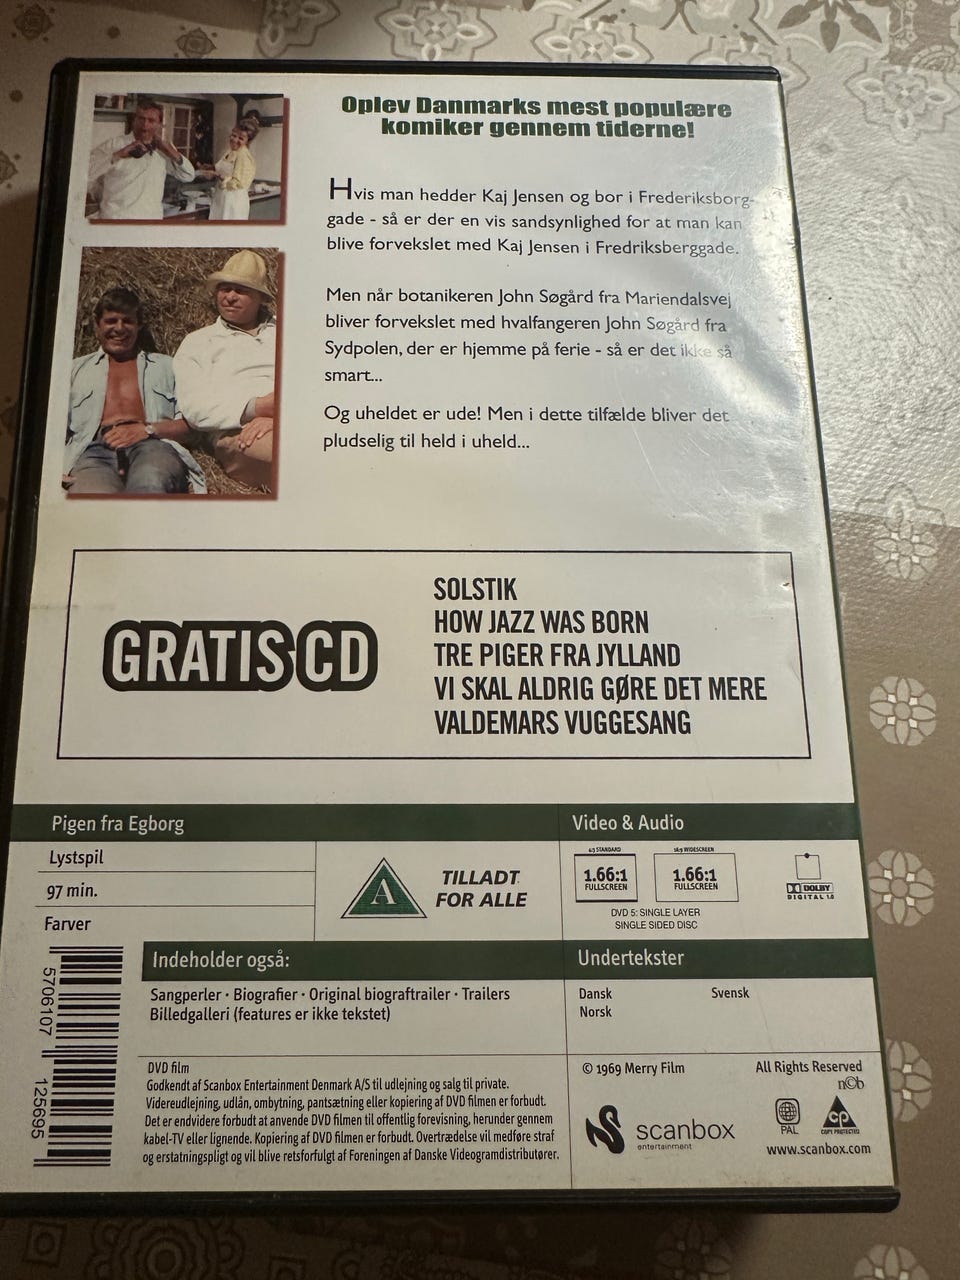 Oplev Danmarks mest populære
komiker gennem tiderne!
Hvis man hedder Kaj Jensen og bor i Frederiksborg-
gade - så er der en vis sandsynlighed for at man kan
blive forvekslet med Kaj Jensen i Fredriksberggade.
Men når botanikeren John Søgård fra Mariendalsvej
bliver forvekslet med hvalfangeren John Søgård fra
Sydpolen, der er hjemme på ferie - så er det ikke så
smart...
Og uheldet er ude! Men i dette tilfælde bliver det
pludselig til held i uheld...
GRATIS CD
SOLSTIK
HOW JAZZ WAS BORN
TRE PIGER FRA JYLLAND
VI SKAL ALDRIG GØRE DET MERE
VALDEMARS VUGGESANG
Pigen fra Egborg
Lystspil
97 min.
Farver
A
TILLADT
FOR ALLE
Video & Audio
4:3 STANDARD
1.66:1
FULLSCREEN
16:9 WIDESCREEN
1.66:1
FULLSCREEN
DOLBY
DIGITAL 1.0
DVD 5: SINGLE LAYER
SINGLE SIDED DISC
Indeholder også:
Sangperler · Biografier · Original biograftrailer · Trailers
Billedgalleri (features er ikke tekstet)
Undertekster
Dansk
Svensk
Norsk
5706107
125695
DVD film
Godkendt af Scanbox Entertainment Denmark A/S til udlejning og salg til private.
Videreudlejning, udlån, ombytning, pantsætning eller kopiering af DVD film er forbudt.
Det er endvidere forbudt at anvende DVD filmen til offentlig forevisning, herunder gennem
kabel-TV eller lignende. Kopiering af DVD filmen er forbudt. Overtrædelse vil medføre straf
og erstatningspligt og vil blive retsforfulgt af Foreningen af Danske Videogramdistributører.
© 1969 Merry Film
All Rights Reserved
n©b
scanbox
entertainment
PAL
CP
COPY PROTECTED
www.scanbox.com